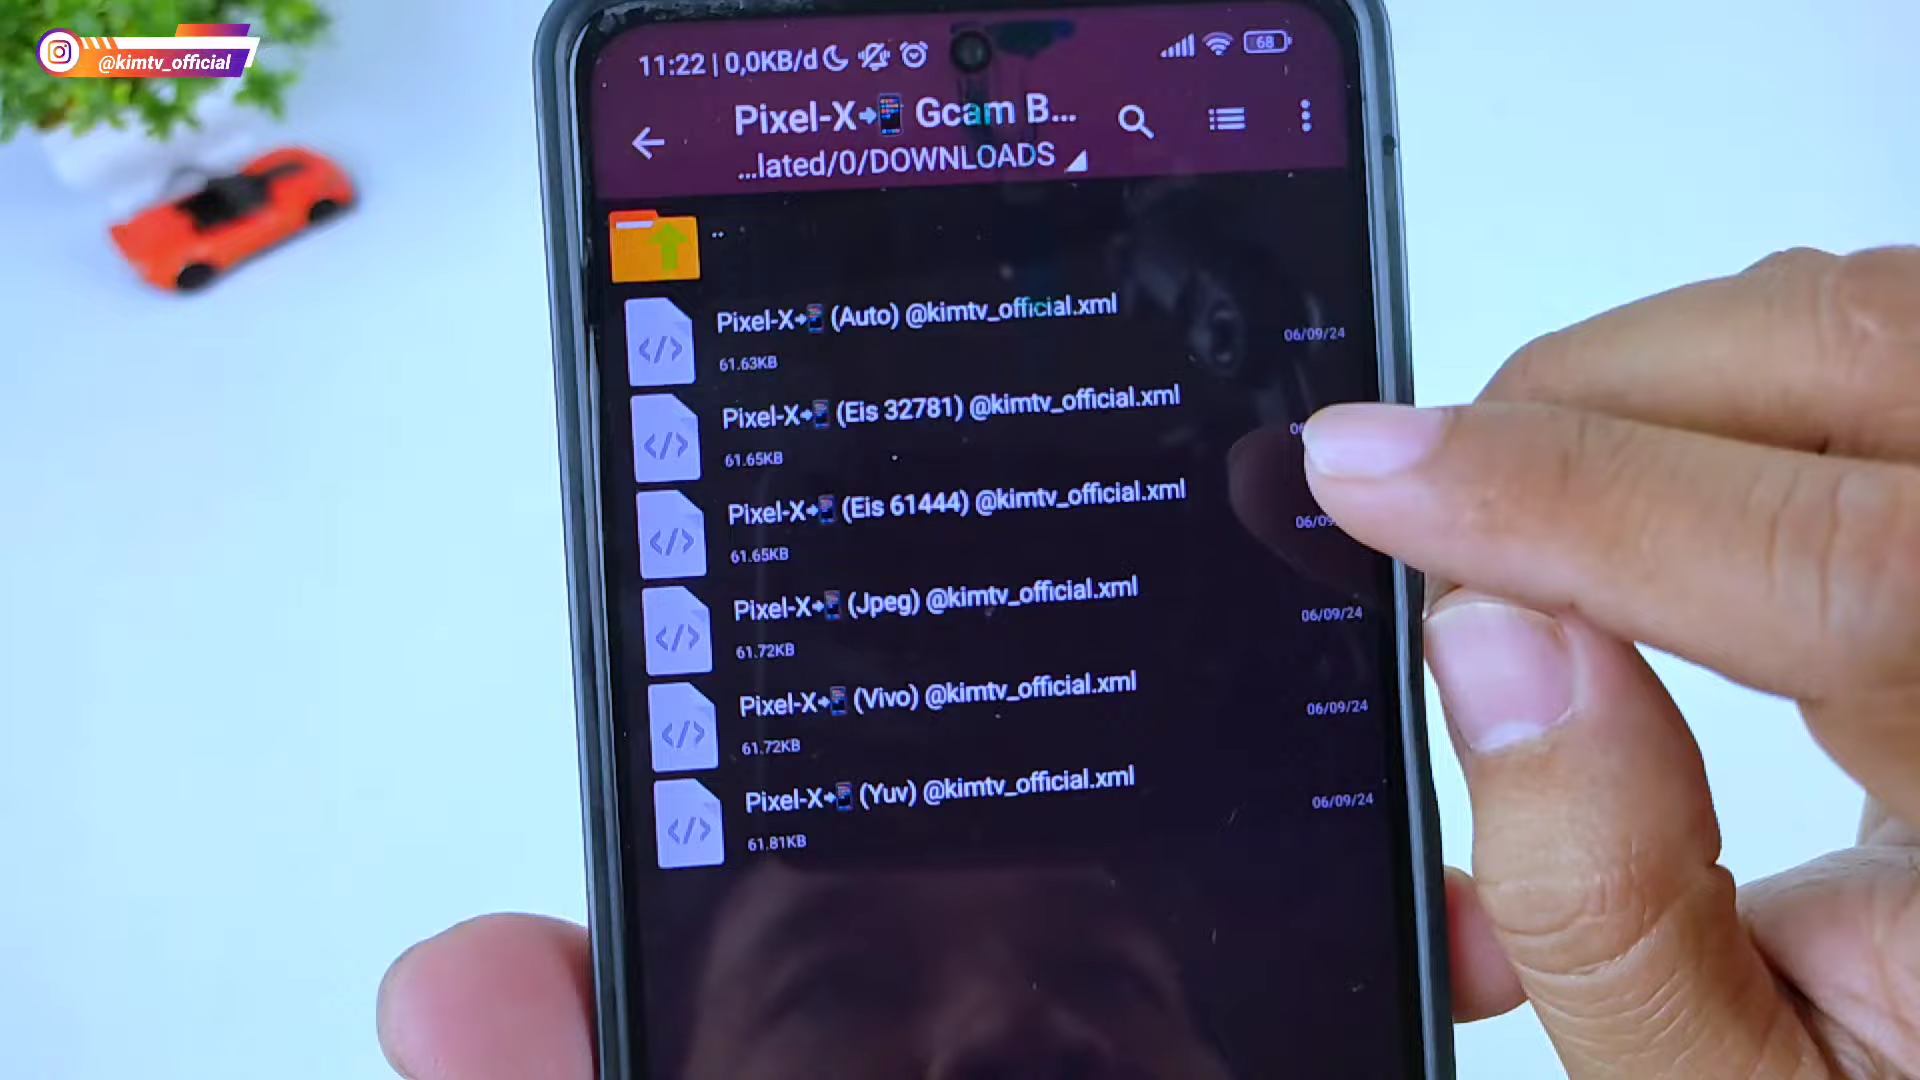 @kimtv_official
11:22 | 0,0KB/d
68
Pixel-X➜📱 Gcam B...
...lated/0/DOWNLOADS
..
Pixel-X➜📱 (Auto) @kimtv_official.xml
61.63KB
06/09/24
Pixel-X➜📱 (Eis 32781) @kimtv_official.xml
61.65KB
Pixel-X➜📱 (Eis 61444) @kimtv_official.xml
61.65KB
06/09
Pixel-X➜📱 (Jpeg) @kimtv_official.xml
61.72KB
06/09/24
Pixel-X➜📱 (Vivo) @kimtv_official.xml
61.72KB
06/09/24
Pixel-X➜📱 (Yuv) @kimtv_official.xml
61.81KB
06/09/24